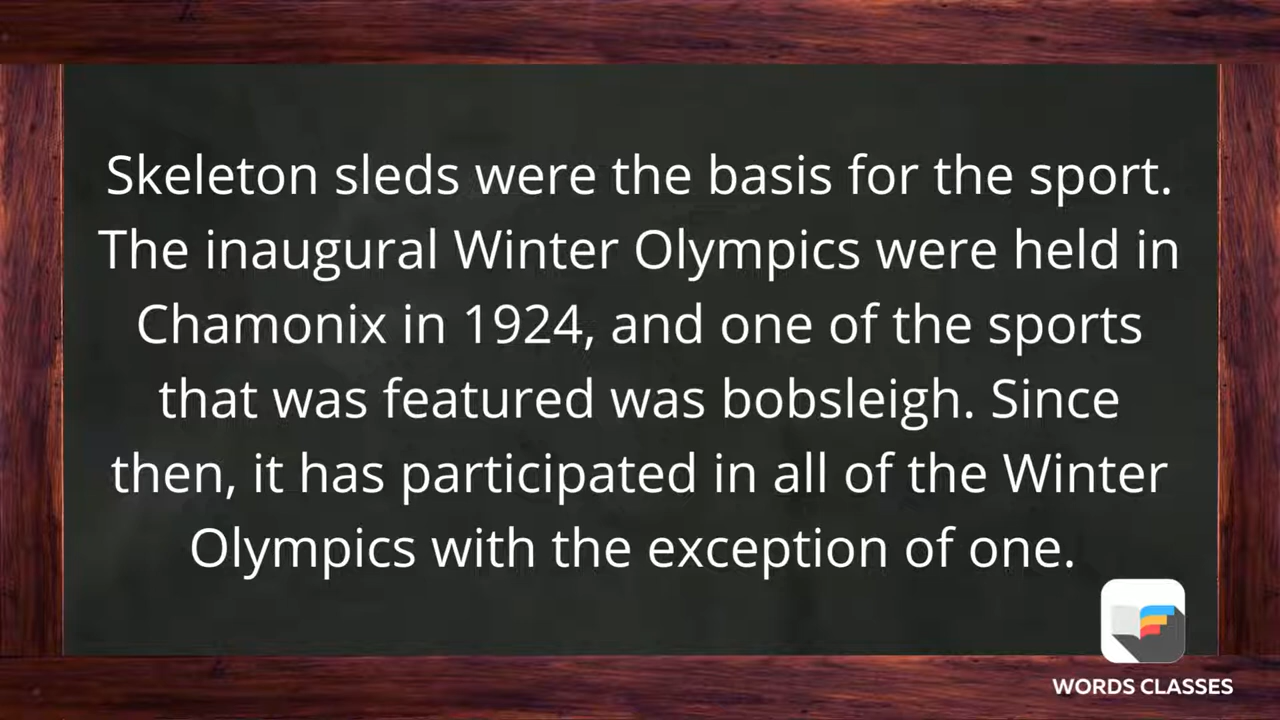 Skeleton sleds were the basis for the sport.
The inaugural Winter Olympics were held in
Chamonix in 1924, and one of the sports
that was featured was bobsleigh. Since
then, it has participated in all of the Winter
Olympics with the exception of one.
WORDS CLASSES